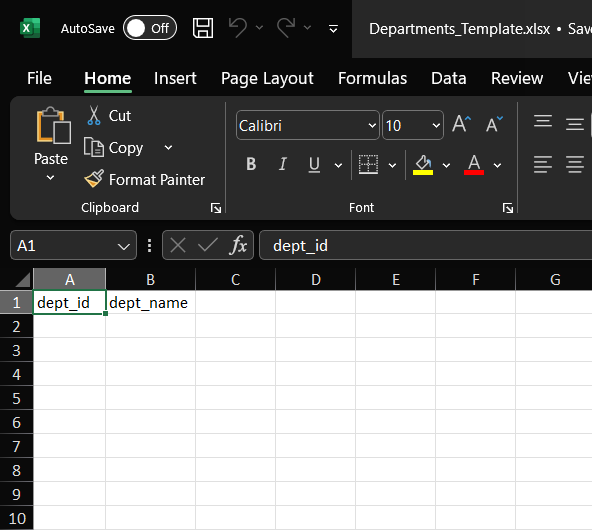 AutoSave Off Departments_Template.xlsx • Save
File Home Insert Page Layout Formulas Data Review
Cut
Copy
Format Painter
Paste
Clipboard
Calibri 10 A A
B I U A
Font
A1 fx dept_id
A B C D E F G
1 dept_id dept_name
2
3
4
5
6
7
8
9
10